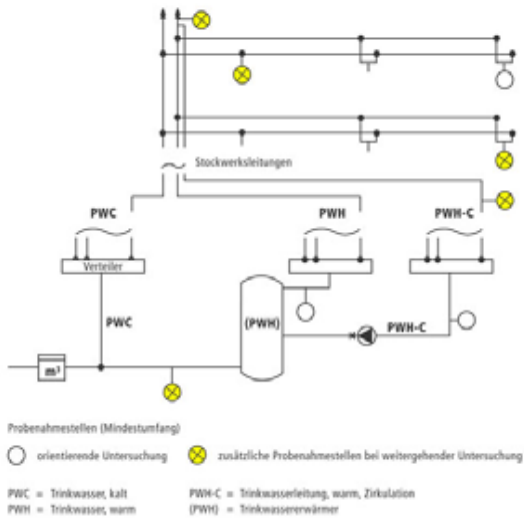 Stockwerksleitungen
PWC PWH PWH-C
Verteiler
PWC (PWH) PWH-C
m³
Probenahmestellen (Mindestumfang)
orientierende Untersuchung zusätzliche Probenahmestellen bei weitergehender Untersuchung
PWC = Trinkwasser, kalt PWH-C = Trinkwasserleitung, warm, Zirkulation
PWH = Trinkwasser, warm (PWH) = Trinkwassererwärmer